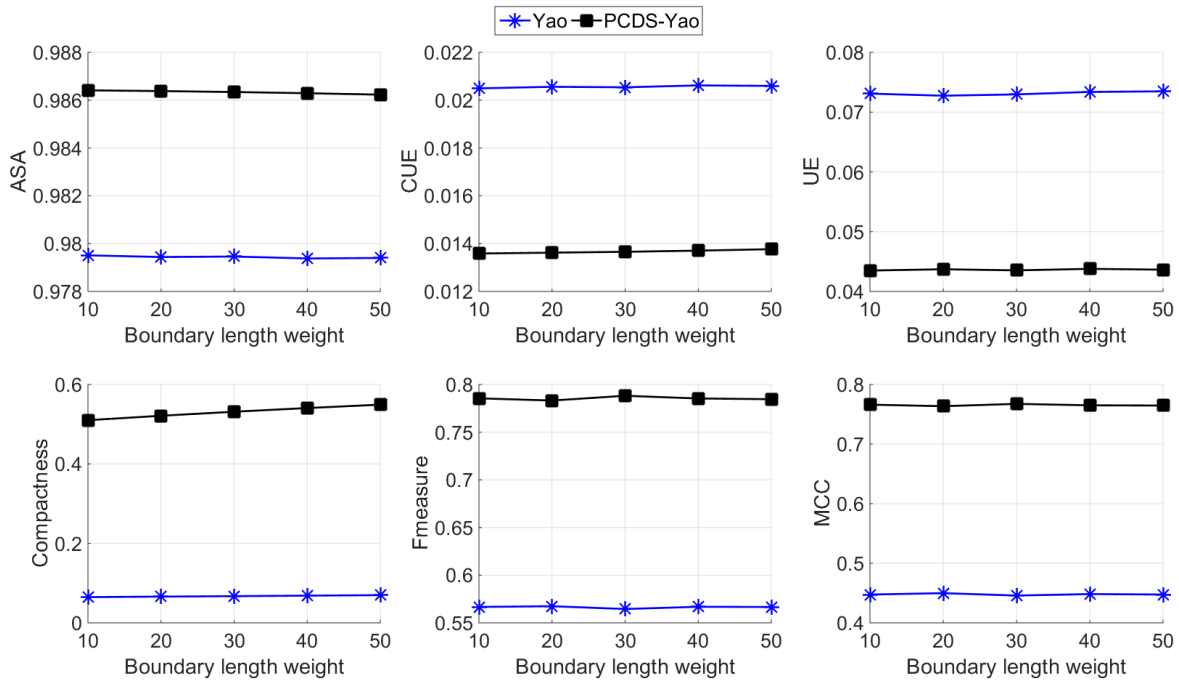 Yao PCDS-Yao
0.988
0.986
0.984
0.982
0.98
0.978
ASA
10 20 30 40 50
Boundary length weight
0.022
0.02
0.018
0.016
0.014
0.012
CUE
10 20 30 40 50
Boundary length weight
0.08
0.07
0.06
0.05
0.04
UE
10 20 30 40 50
Boundary length weight
0.6
0.4
0.2
0
Compactness
10 20 30 40 50
Boundary length weight
0.8
0.75
0.7
0.65
0.6
0.55
Fmeasure
10 20 30 40 50
Boundary length weight
0.8
0.7
0.6
0.5
0.4
MCC
10 20 30 40 50
Boundary length weight